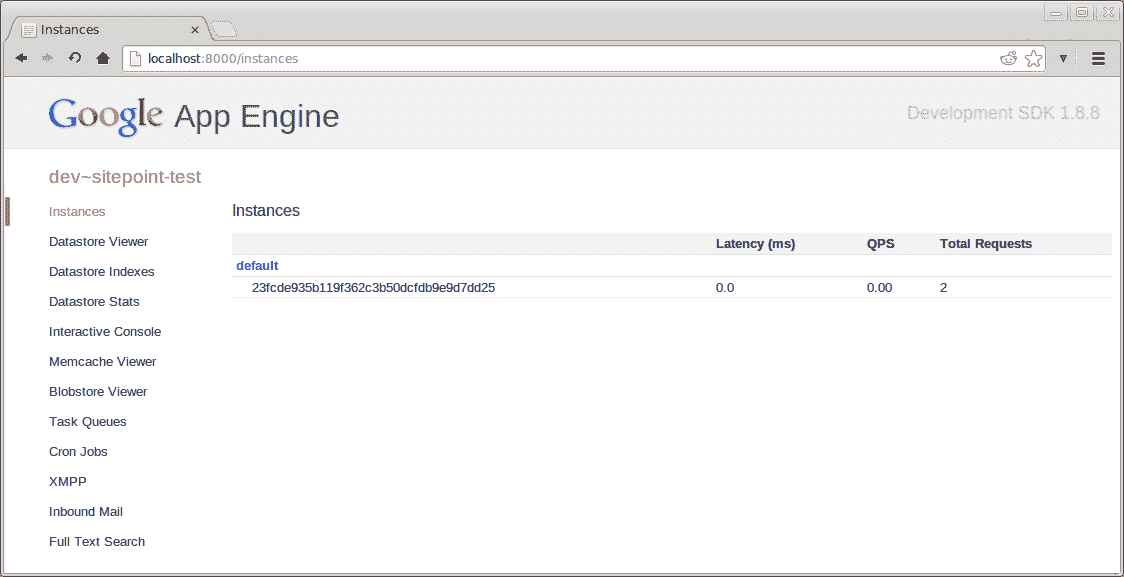 Instances
localhost:8000/instances
Google App Engine
Development SDK 1.8.8
dev~sitepoint-test
Instances
Datastore Viewer
Datastore Indexes
Datastore Stats
Interactive Console
Memcache Viewer
Blobstore Viewer
Task Queues
Cron Jobs
XMPP
Inbound Mail
Full Text Search
Instances
Latency (ms) QPS Total Requests
default
23fcde935b119f362c3b50dcfdb9e9d7dd25 0.0 0.00 2